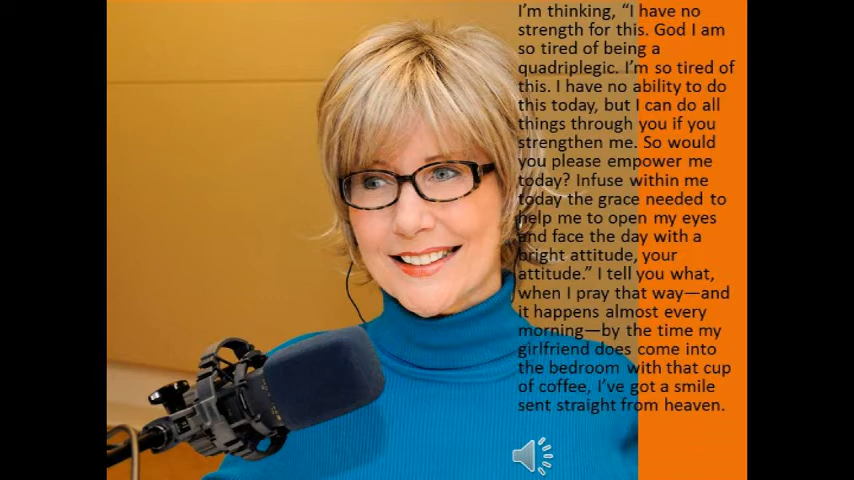 I'm thinking, "I have no
strength for this. God I am
so tired of being a
quadriplegic. I'm so tired of
this. I have no ability to do
this today, but I can do all
things through you if you
strengthen me. So would
you please empower me
today? Infuse within me
today the grace needed to
help me to open my eyes
and face the day with a
bright attitude, your
attitude." I tell you what,
when I pray that way—and
it happens almost every
morning—by the time my
girlfriend does come into
the bedroom with that cup
of coffee, I've got a smile
sent straight from heaven.